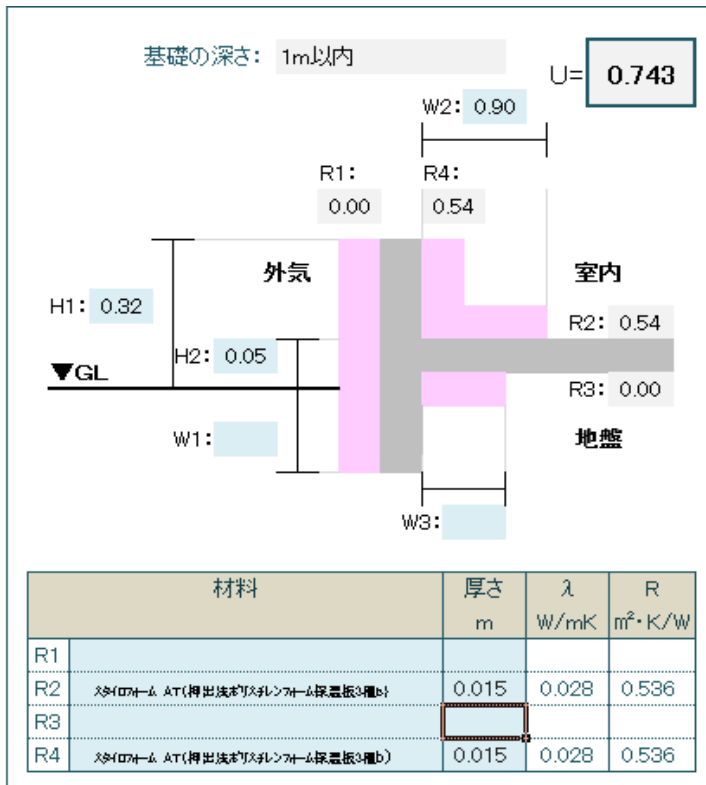 基礎の深さ： 1m以内
U= 0.743
W2: 0.90
R1: R4:
0.00 0.54
外気 室内
H1: 0.32
R2: 0.54
H2: 0.05
▼GL
R3: 0.00
W1:
地盤
W3:
材料 厚さ λ R
m W/mK m²・K/W
R1
R2 ｽﾀｲﾛﾌｫｰﾑ AT(押出法ﾎﾟﾘｽﾁﾚﾝﾌｫｰﾑ保温板3種b) 0.015 0.028 0.536
R3
R4 ｽﾀｲﾛﾌｫｰﾑ AT(押出法ﾎﾟﾘｽﾁﾚﾝﾌｫｰﾑ保温板3種b) 0.015 0.028 0.536